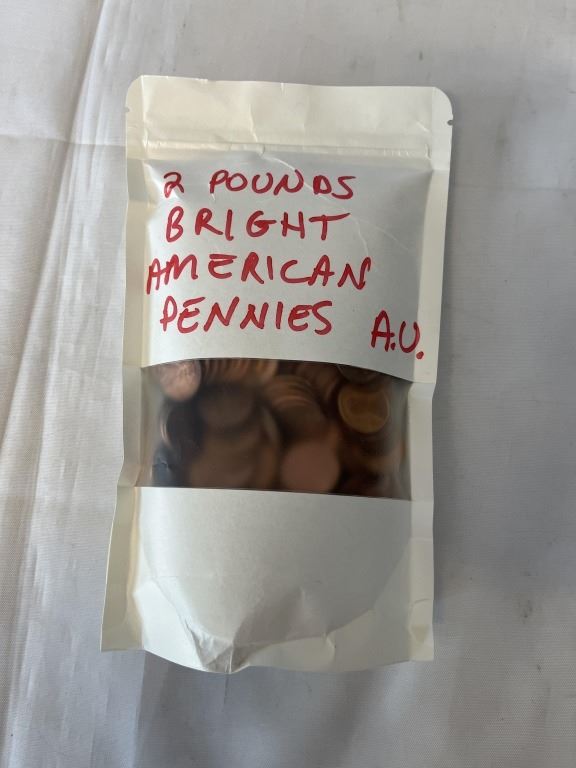 2 POUNDS
BRIGHT
AMERICAN
PENNIES A.U.